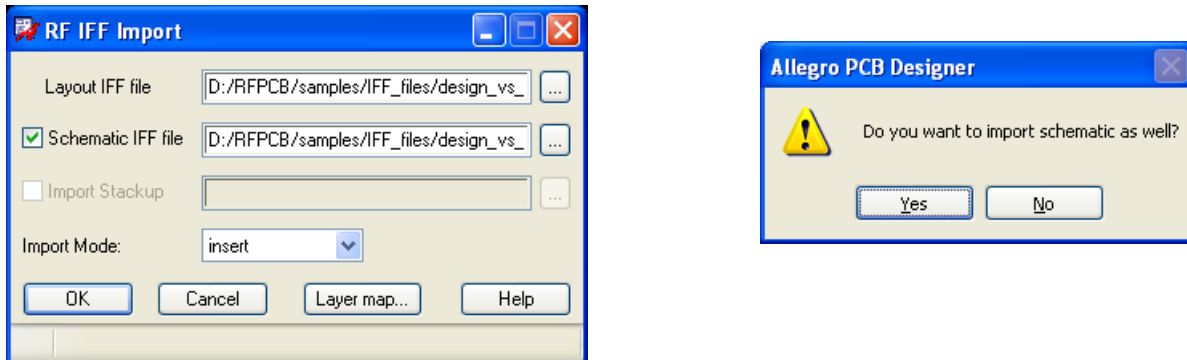 RF IFF Import
Layout IFF file D:/RFPCB/samples/IFF_files/design_vs_ ...
Schematic IFF file D:/RFPCB/samples/IFF_files/design_vs_ ...
Import Stackup ...
Import Mode: insert
OK Cancel Layer map... Help
Allegro PCB Designer
Do you want to import schematic as well?
Yes No